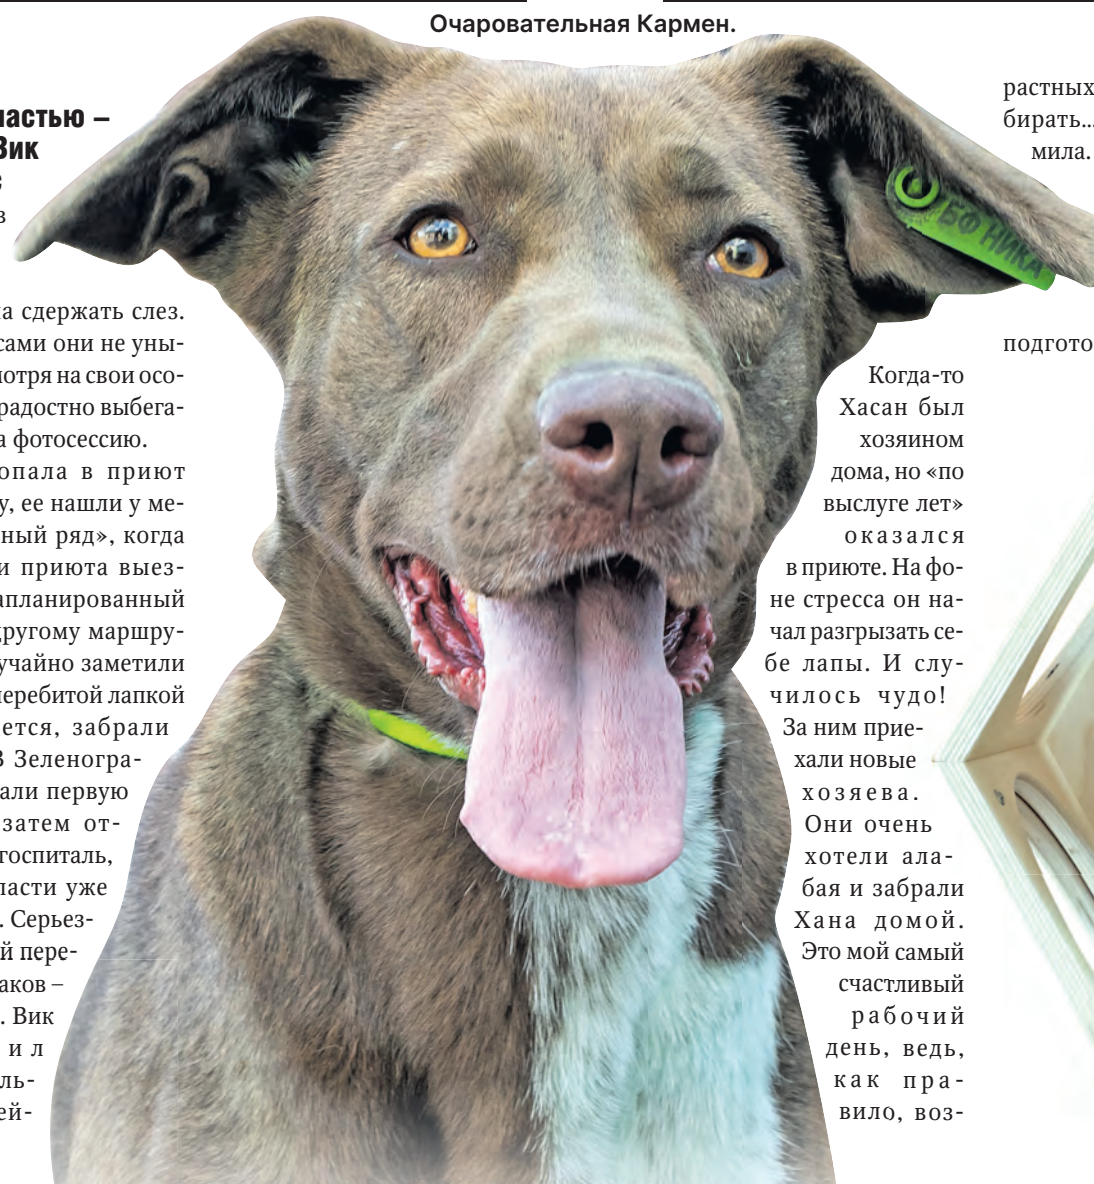 Очаровательная Кармен.
частью –
Вик
в
на сдержать слез.
сами они не уны-
мотря на свои осо-
радостно выбега-
а фотосессию.
опала в приют
у, ее нашли у ме-
ный ряд», когда
и приюта выез-
апланированный
другому маршру-
учайно заметили
перебитой лапкой
ется, забрали
В Зеленогра-
али первую
затем от-
госпиталь,
пасти уже
. Серьез-
й пере-
аков –
. Вик
ил
ль-
ей-
БФ НИКА
Когда-то
Хасан был
хозяином
дома, но «по
выслуге лет»
оказался
в приюте. На фо-
не стресса он на-
чал разгрызать се-
бе лапы. И слу-
чилось чудо!
За ним прие-
хали новые
хозяева.
Они очень
хотели ала-
бая и забрали
Хана домой.
Это мой самый
счастливый
рабочий
день, ведь,
как пра-
вило, воз-
растных
бирать...
мила.
подгото